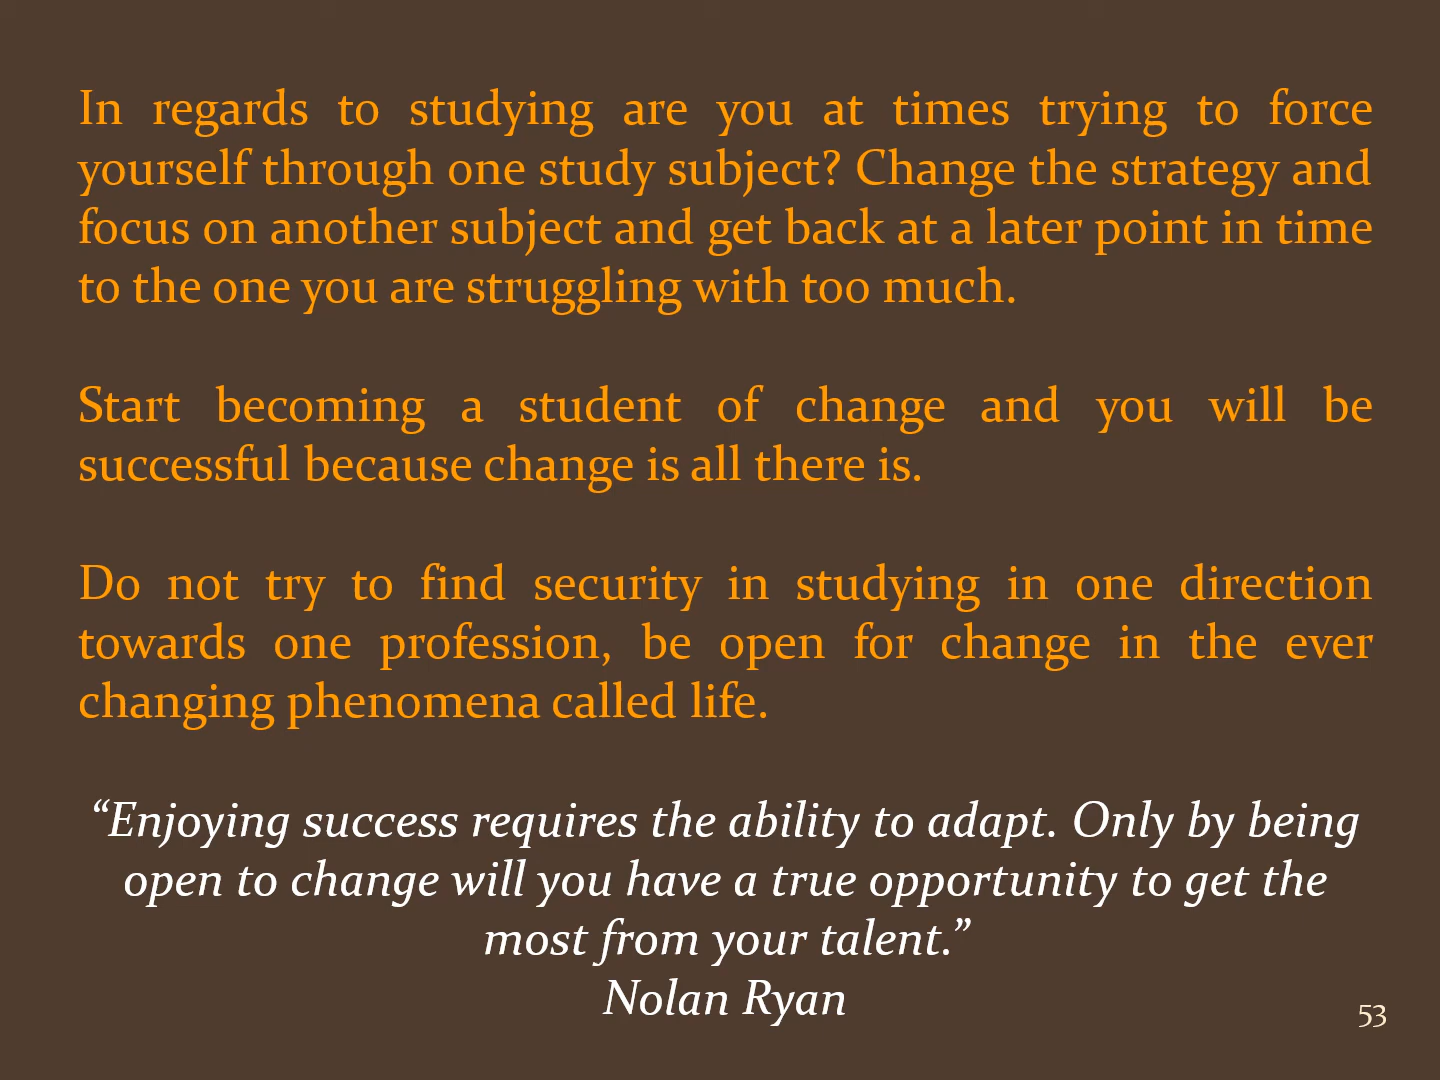 In regards to studying are you at times trying to force
yourself through one study subject? Change the strategy and
focus on another subject and get back at a later point in time
to the one you are struggling with too much.
Start becoming a student of change and you will be
successful because change is all there is.
Do not try to find security in studying in one direction
towards one profession, be open for change in the ever
changing phenomena called life.
“Enjoying success requires the ability to adapt. Only by being
open to change will you have a true opportunity to get the
most from your talent.”
Nolan Ryan
53